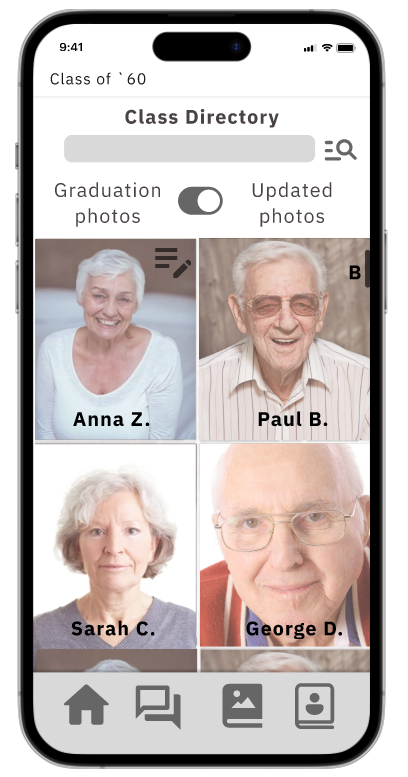 9:41
Class of `60
Class Directory
Graduation photos
Updated photos
B
Anna Z.
Paul B.
Sarah C.
George D.